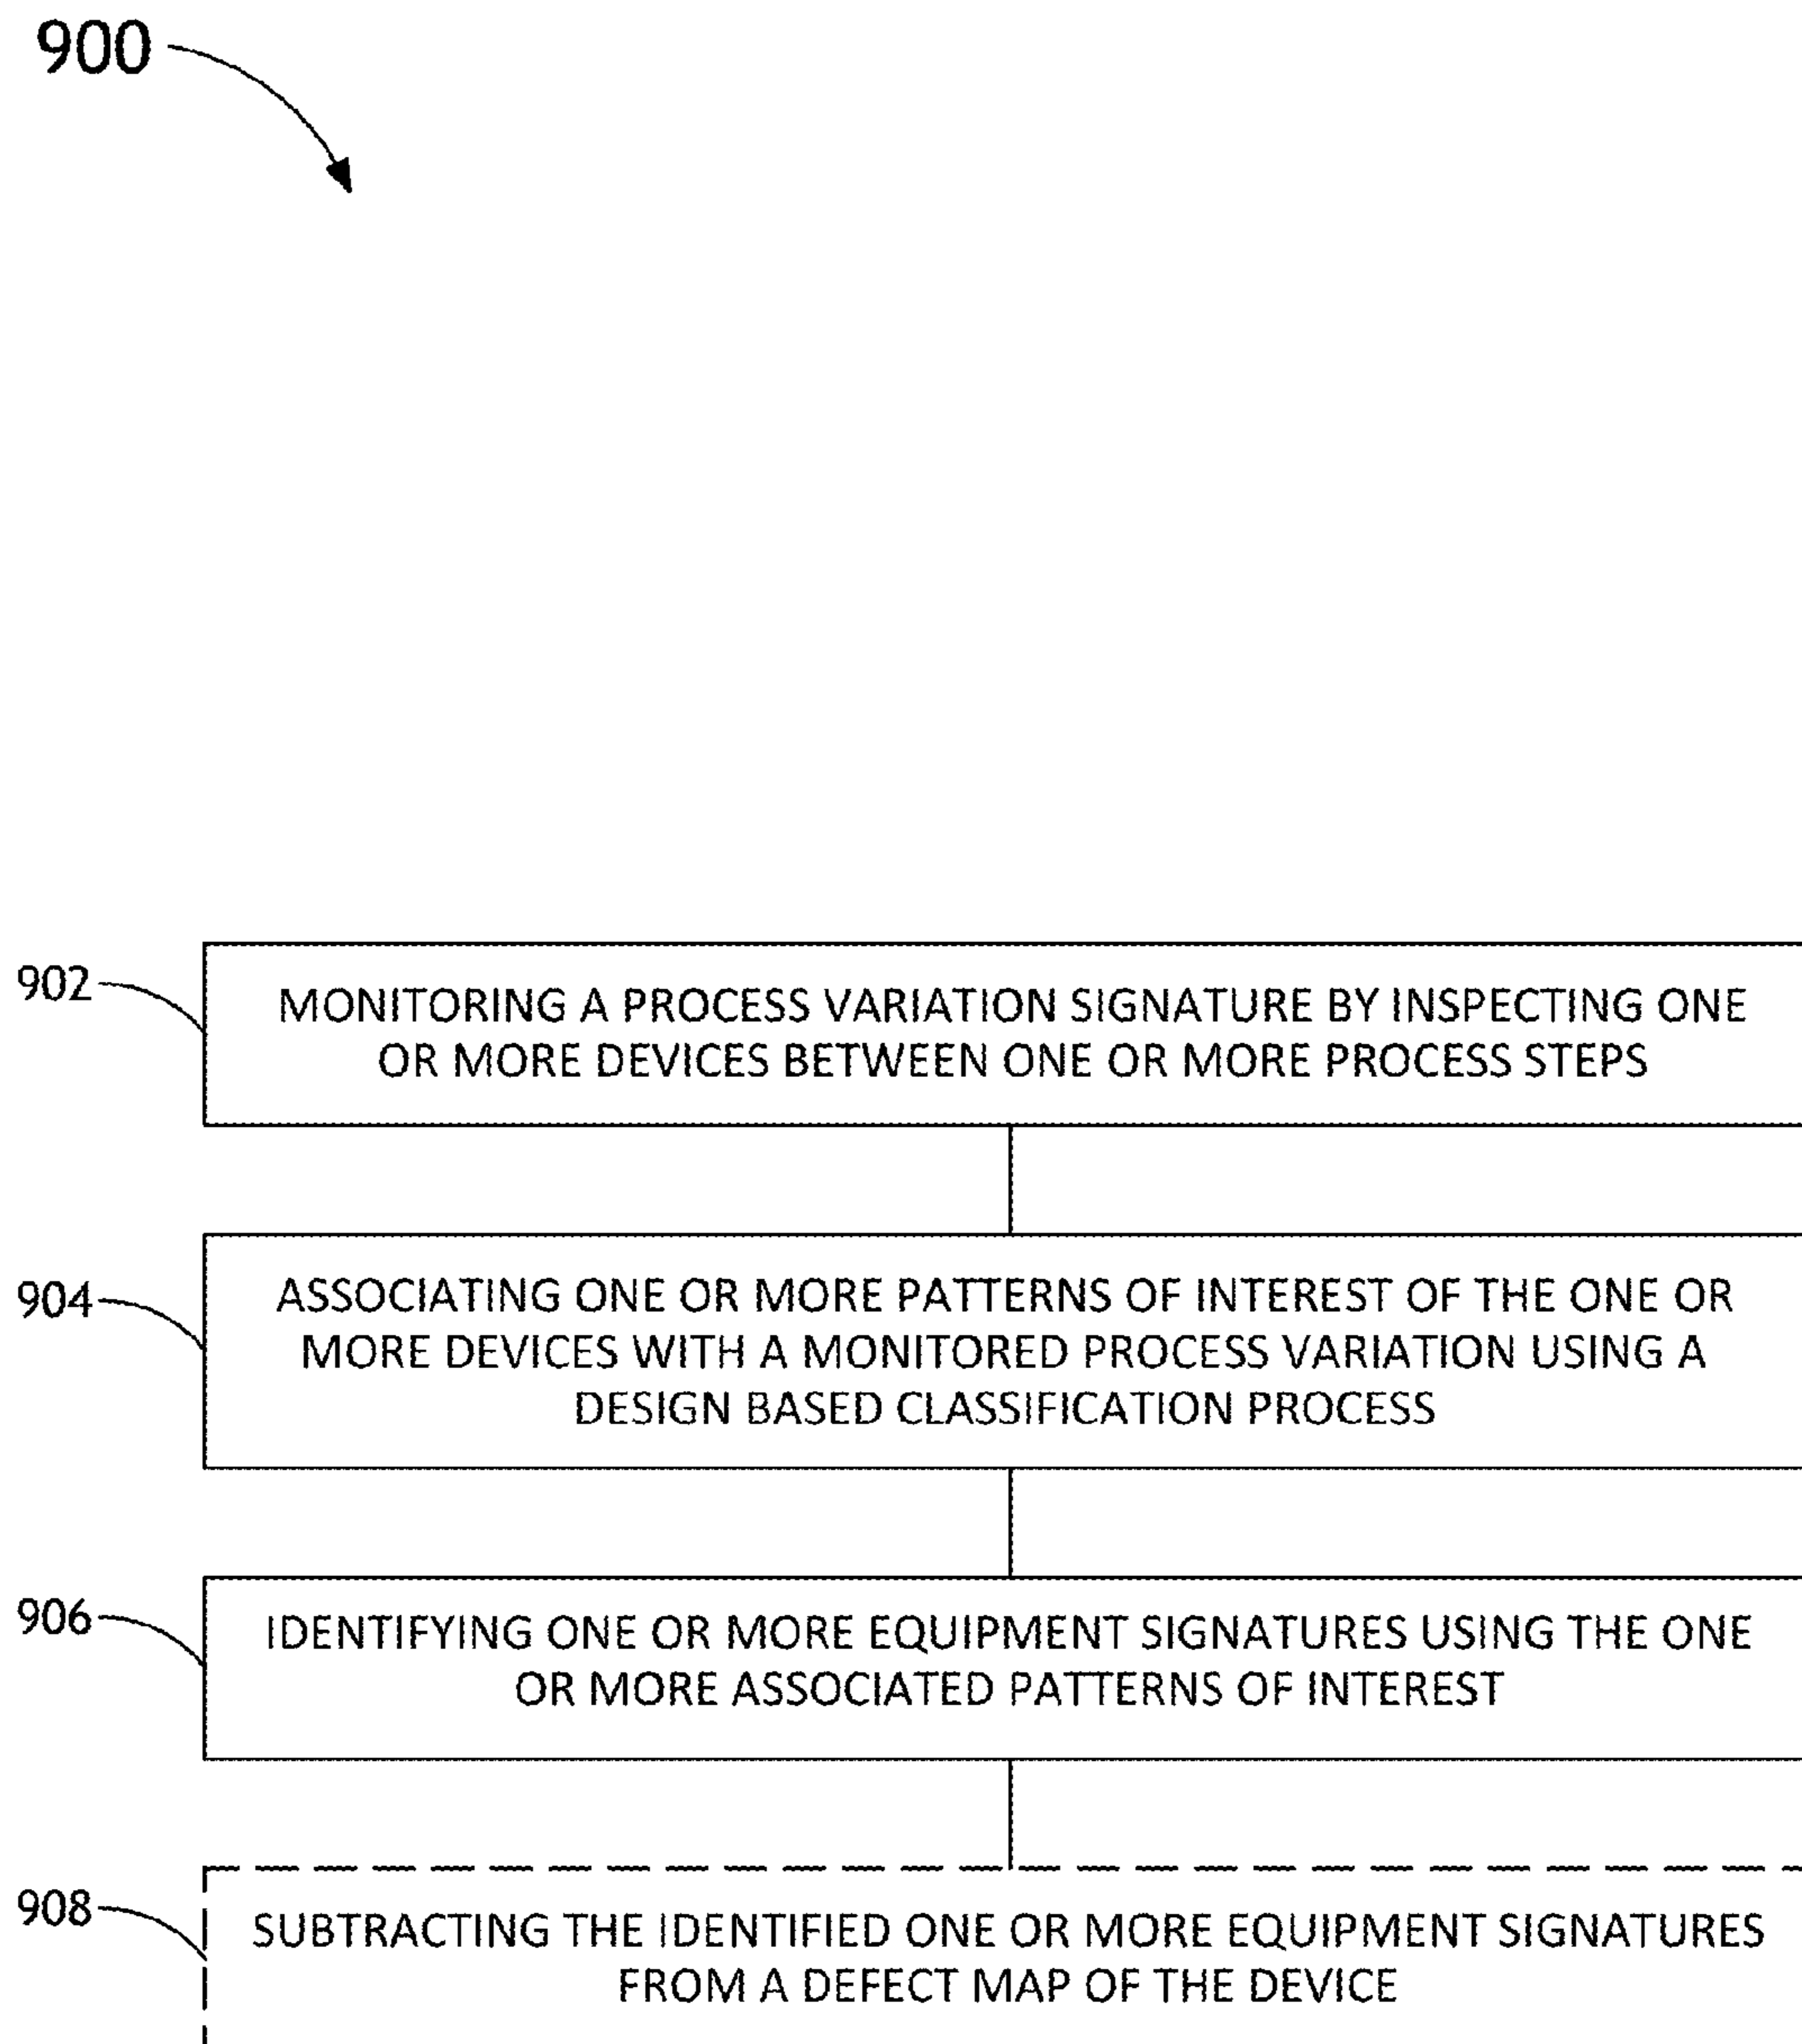 900
902
MONITORING A PROCESS VARIATION SIGNATURE BY INSPECTING ONE
OR MORE DEVICES BETWEEN ONE OR MORE PROCESS STEPS
904
ASSOCIATING ONE OR MORE PATTERNS OF INTEREST OF THE ONE OR
MORE DEVICES WITH A MONITORED PROCESS VARIATION USING A
DESIGN BASED CLASSIFICATION PROCESS
906
IDENTIFYING ONE OR MORE EQUIPMENT SIGNATURES USING THE ONE
OR MORE ASSOCIATED PATTERNS OF INTEREST
908
SUBTRACTING THE IDENTIFIED ONE OR MORE EQUIPMENT SIGNATURES
FROM A DEFECT MAP OF THE DEVICE